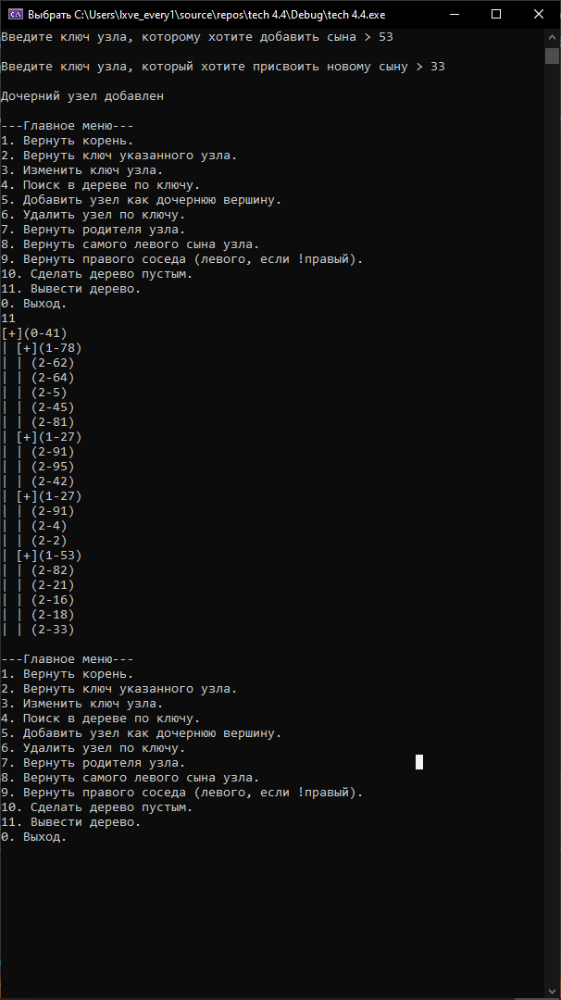 Выбрать C:\Users\lxve_every1\source\repos\tech 4.4\Debug\tech 4.4.exe
Введите ключ узла, которому хотите добавить сына > 53
Введите ключ узла, который хотите присвоить новому сыну > 33
Дочерний узел добавлен
---Главное меню---
1. Вернуть корень.
2. Вернуть ключ указанного узла.
3. Изменить ключ узла.
4. Поиск в дереве по ключу.
5. Добавить узел как дочернюю вершину.
6. Удалить узел по ключу.
7. Вернуть родителя узла.
8. Вернуть самого левого сына узла.
9. Вернуть правого соседа (левого, если !правый).
10. Сделать дерево пустым.
11. Вывести дерево.
0. Выход.
11
[+](0-41)
| [+](1-78)
| | (2-62)
| | (2-64)
| | (2-5)
| | (2-45)
| | (2-81)
| [+](1-27)
| | (2-91)
| | (2-95)
| | (2-42)
| [+](1-27)
| | (2-91)
| | (2-4)
| | (2-2)
| [+](1-53)
| | (2-82)
| | (2-21)
| | (2-16)
| | (2-18)
| | (2-33)
---Главное меню---
1. Вернуть корень.
2. Вернуть ключ указанного узла.
3. Изменить ключ узла.
4. Поиск в дереве по ключу.
5. Добавить узел как дочернюю вершину.
6. Удалить узел по ключу.
7. Вернуть родителя узла.
8. Вернуть самого левого сына узла.
9. Вернуть правого соседа (левого, если !правый).
10. Сделать дерево пустым.
11. Вывести дерево.
0. Выход.